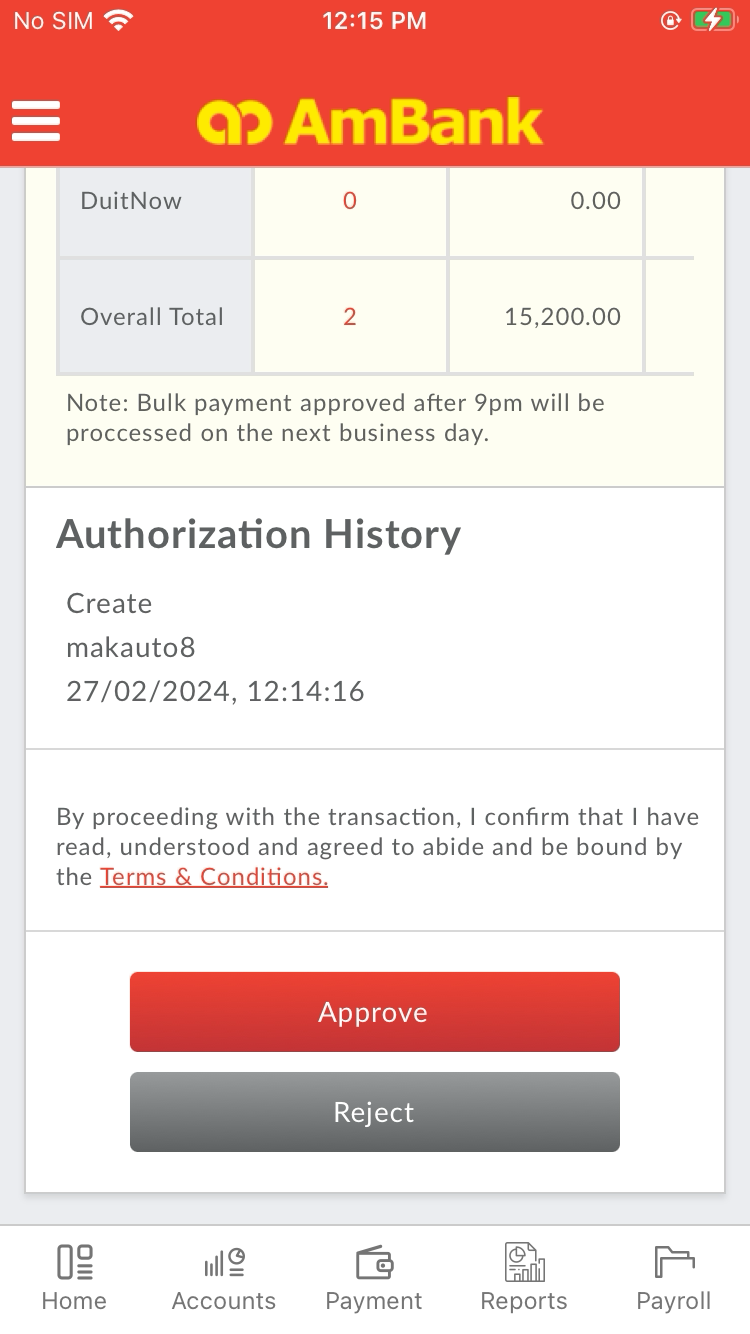 No SIM 12:15 PM
AmBank
DuitNow 0 0.00
Overall Total 2 15,200.00
Note: Bulk payment approved after 9pm will be
proccessed on the next business day.
Authorization History
Create
makauto8
27/02/2024, 12:14:16
By proceeding with the transaction, I confirm that I have
read, understood and agreed to abide and be bound by
the Terms & Conditions.
Approve
Reject
Home Accounts Payment Reports Payroll